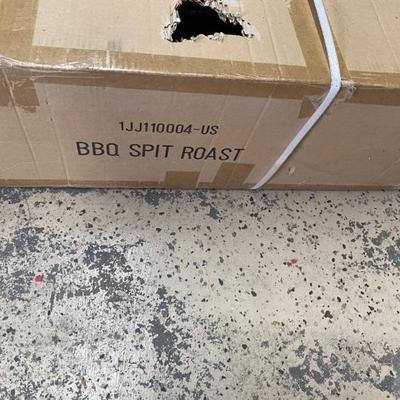 1JJ110004-US
BBQ SPIT ROAST